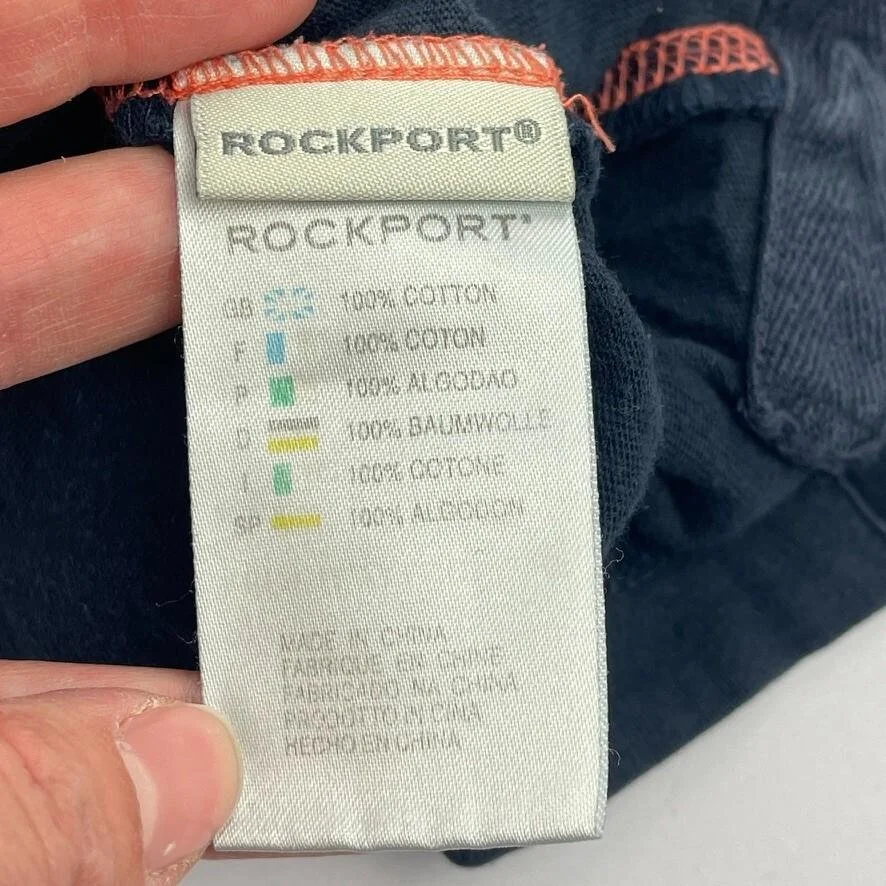 ROCKPORT®
ROCKPORT®
GB 100% COTTON
F 100% COTON
P 100% ALGODAO
D 100% BAUMWOLLE
I 100% COTONE
SP 100% ALGODON
MADE IN CHINA
FABRIQUE EN CHINE
FABRICADO NA CHINA
PRODOTTO IN CINA
HECHO EN CHINA